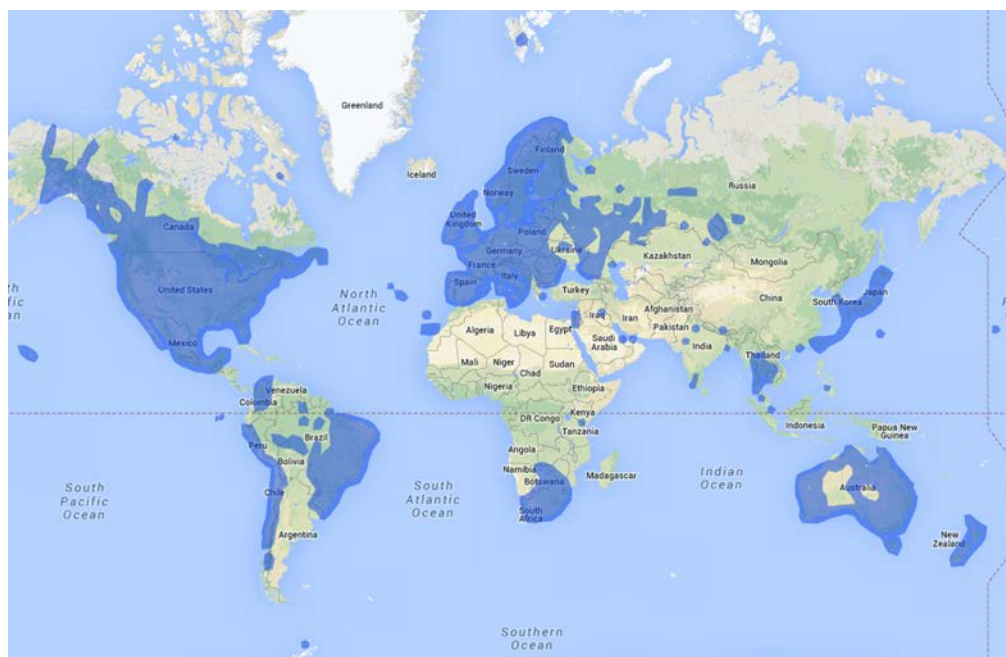 Greenland
Iceland
Finland
Sweden
Norway
Russia
United
Kingdom
Canada
Poland
Germany
Ukraine
France
Kazakhstan
Mongolia
Italy
Spain
United States
Turkey
China
Japan
South Korea
North
Atlantic
Ocean
Afghanistan
Iraq
Iran
Pakistan
Algeria
Libya
Egypt
Saudi
Arabia
Mexico
India
Thailand
Mali
Niger
Sudan
Chad
Nigeria
Ethiopia
Venezuela
Colombia
DR Congo
Kenya
Tanzania
Indonesia
Papua New
Guinea
Peru
Brazil
Angola
Bolivia
Namibia
Botswana
Madagascar
Indian
Ocean
Australia
South
Pacific
Ocean
Chile
South
Atlantic
Ocean
South
Africa
Argentina
New
Zealand
Southern
Ocean